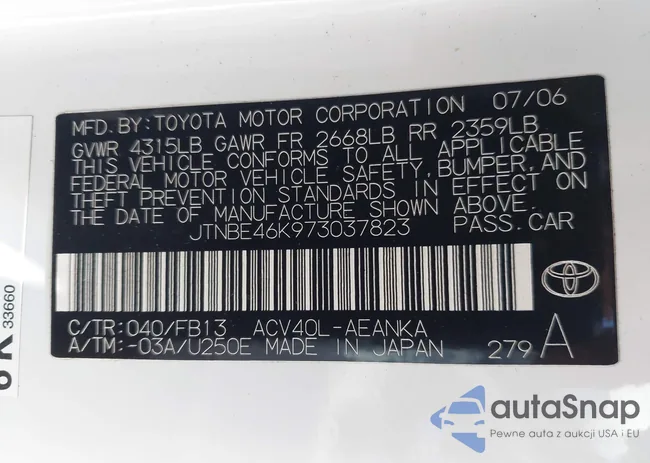 MFD.BY:TOYOTA MOTOR CORPORATION 07/06
GVWR 4315LB GAWR FR 2668LB RR 2359LB
THIS VEHICLE CONFORMS TO ALL APPLICABLE
FEDERAL MOTOR VEHICLE SAFETY, BUMPER, AND
THEFT PREVENTION STANDARDS IN EFFECT ON
THE DATE OF MANUFACTURE SHOWN ABOVE.
JTNBE46K973037823 PASS.CAR
C/TR:040/FB13 ACV40L-AEANKA
A/TM:-03A/U250E MADE IN JAPAN 279 A
33660
autaSnap
Pewne auta z aukcji USA i EU